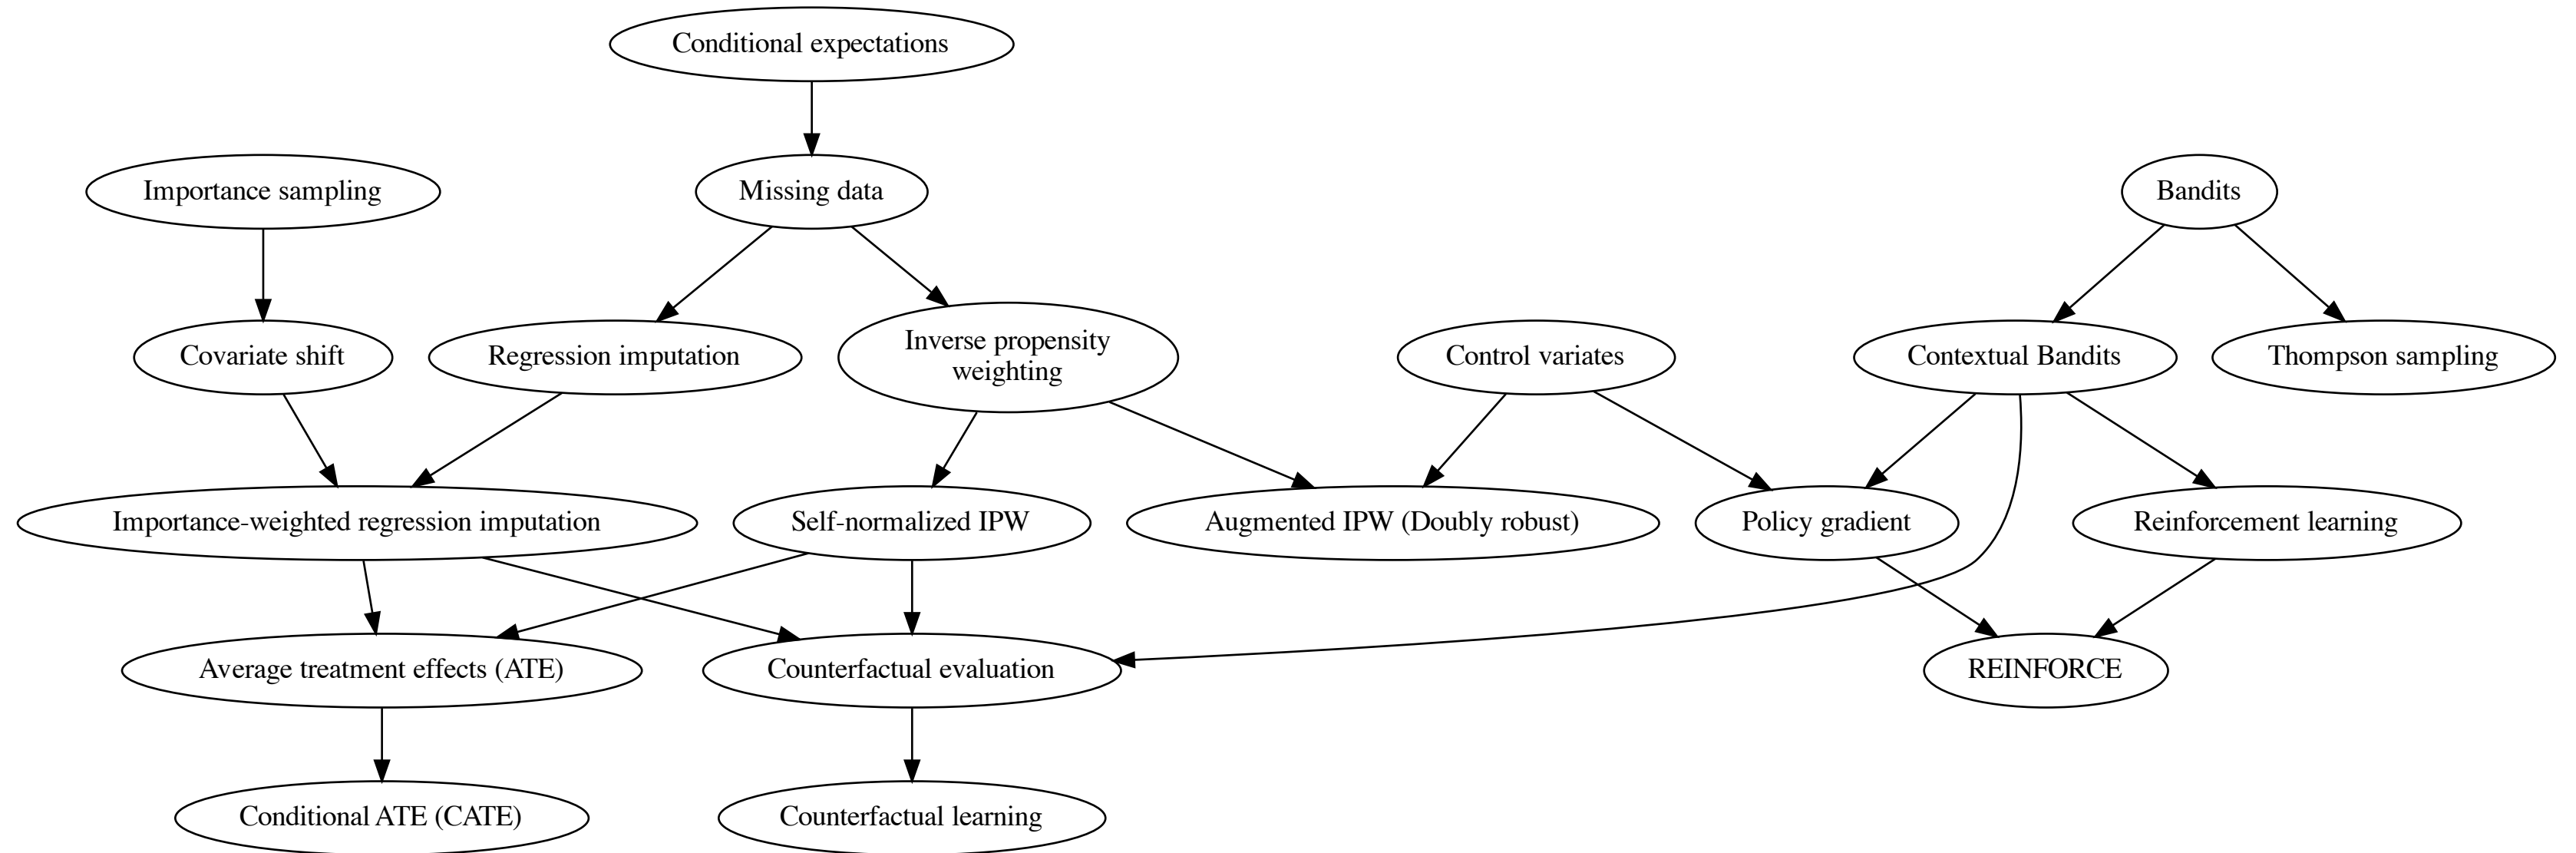 Conditional expectations
Importance sampling
Missing data
Bandits
Covariate shift
Regression imputation
Inverse propensity
weighting
Control variates
Contextual Bandits
Thompson sampling
Importance-weighted regression imputation
Self-normalized IPW
Augmented IPW (Doubly robust)
Policy gradient
Reinforcement learning
Average treatment effects (ATE)
Counterfactual evaluation
REINFORCE
Conditional ATE (CATE)
Counterfactual learning